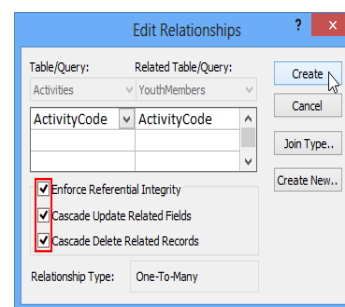 Edit Relationships
?
x
Table/Query: Related Table/Query:
Activities YouthMembers
ActivityCode ActivityCode
Create
Cancel
Join Type..
Create New..
Enforce Referential Integrity
Cascade Update Related Fields
Cascade Delete Related Records
Relationship Type: One-To-Many